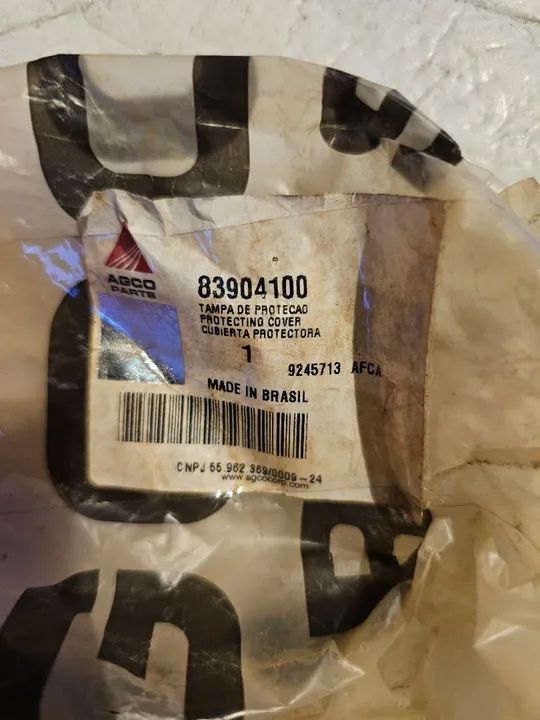 AGCO
PARTS
83904100
TAMPA DE PROTECAO
PROTECTING COVER
CUBIERTA PROTECTORA
1
9245713 AFCA
MADE IN BRASIL
CNPJ 55.962.369/0009-24
www.agcocorp.com